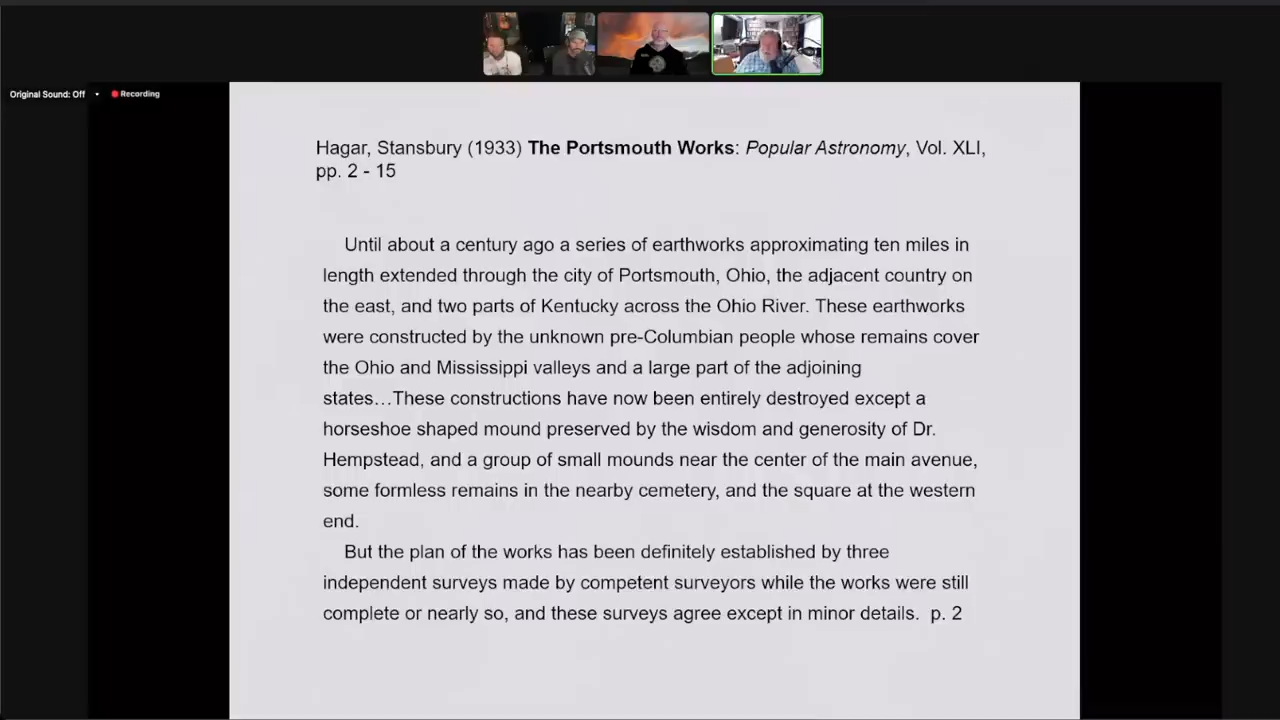 Original Sound: Off
Recording
Hagar, Stansbury (1933) The Portsmouth Works: Popular Astronomy, Vol. XLI,
pp. 2 - 15
Until about a century ago a series of earthworks approximating ten miles in
length extended through the city of Portsmouth, Ohio, the adjacent country on
the east, and two parts of Kentucky across the Ohio River. These earthworks
were constructed by the unknown pre-Columbian people whose remains cover
the Ohio and Mississippi valleys and a large part of the adjoining
states…These constructions have now been entirely destroyed except a
horseshoe shaped mound preserved by the wisdom and generosity of Dr.
Hempstead, and a group of small mounds near the center of the main avenue,
some formless remains in the nearby cemetery, and the square at the western
end.
But the plan of the works has been definitely established by three
independent surveys made by competent surveyors while the works were still
complete or nearly so, and these surveys agree except in minor details. p. 2